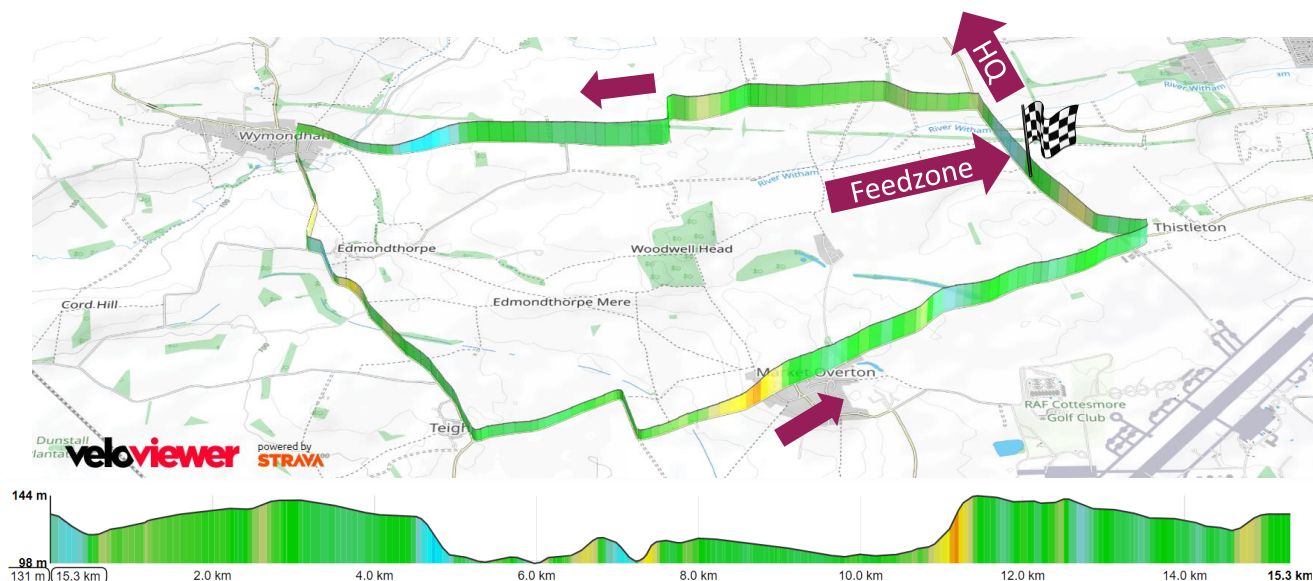 HQ
River Witham
ɜm
Wymondham
River Witham
River Witham
Feedzone
Thistleton
Edmondthorpe
Woodwell Head
Cord Hill
Edmondthorpe Mere
Market Overton
RAF Cottesmore
Golf Club
Teigh
Dunstall
veloviewer
powered by
STRAVA
144 m
98 m
131 m 15.3 km 2.0 km 4.0 km 6.0 km 8.0 km 10.0 km 12.0 km 14.0 km 15.3 km